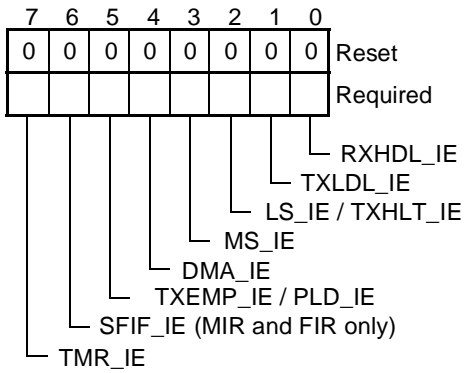 7 6 5 4 3 2 1 0
0 0 0 0 0 0 0 0 Reset
Required
RXHDL_IE
TXLDL_IE
LS_IE / TXHLT_IE
MS_IE
DMA_IE
TXEMP_IE / PLD_IE
SFIF_IE (MIR and FIR only)
TMR_IE